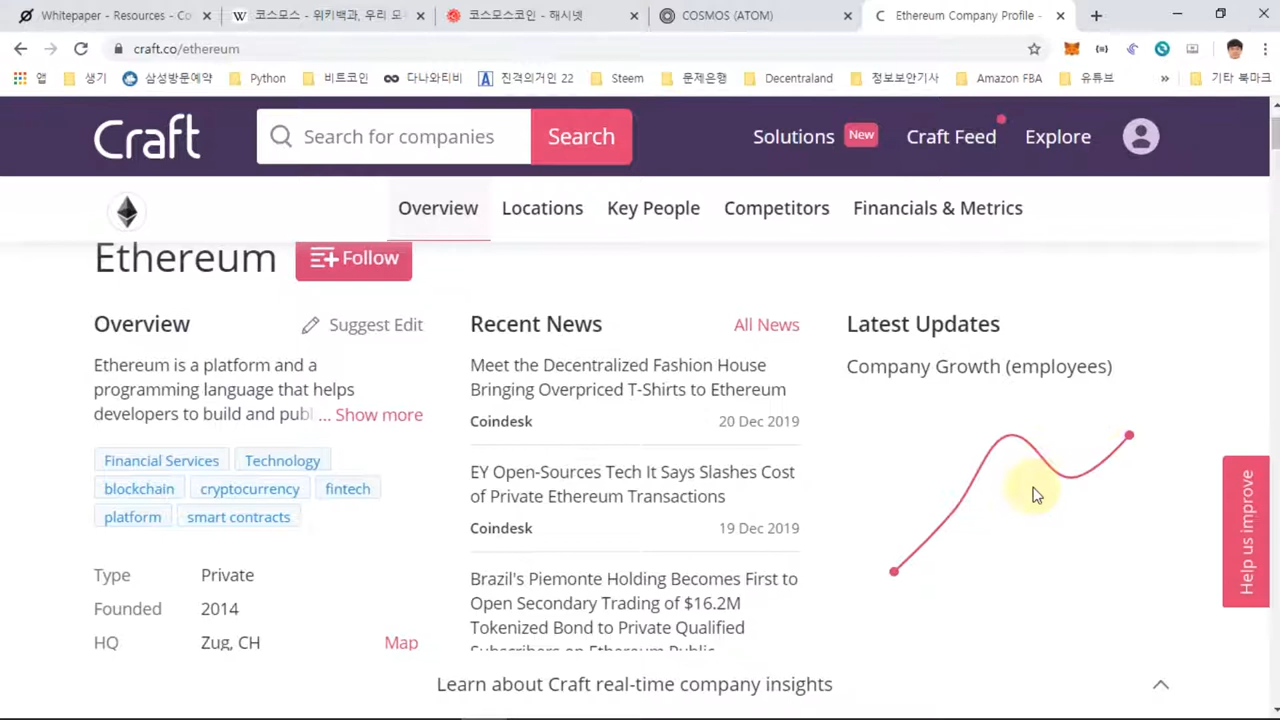 Whitepaper - Resources - Co
코스모스 - 위키백과, 우리 모
코스모스코인 - 해시넷
COSMOS (ATOM)
Ethereum Company Profile -
craft.co/ethereum
앱
생기
삼성방문예약
Python
비트코인
다나와티비
진격의거인 22
Steem
문제은행
Decentraland
정보보안기사
Amazon FBA
유튜브
»
기타 북마크
Craft
Search for companies
Search
Solutions New
Craft Feed
Explore
Overview
Locations
Key People
Competitors
Financials & Metrics
Ethereum
Follow
Overview
Suggest Edit
Ethereum is a platform and a
programming language that helps
developers to build and publ ... Show more
Financial Services
Technology
blockchain
cryptocurrency
fintech
platform
smart contracts
Type Private
Founded 2014
HQ Zug, CH Map
Recent News
All News
Meet the Decentralized Fashion House
Bringing Overpriced T-Shirts to Ethereum
Coindesk 20 Dec 2019
EY Open-Sources Tech It Says Slashes Cost
of Private Ethereum Transactions
Coindesk 19 Dec 2019
Brazil's Piemonte Holding Becomes First to
Open Secondary Trading of $16.2M
Tokenized Bond to Private Qualified
Subscribers on Ethereum Public
Latest Updates
Company Growth (employees)
Help us improve
Learn about Craft real-time company insights